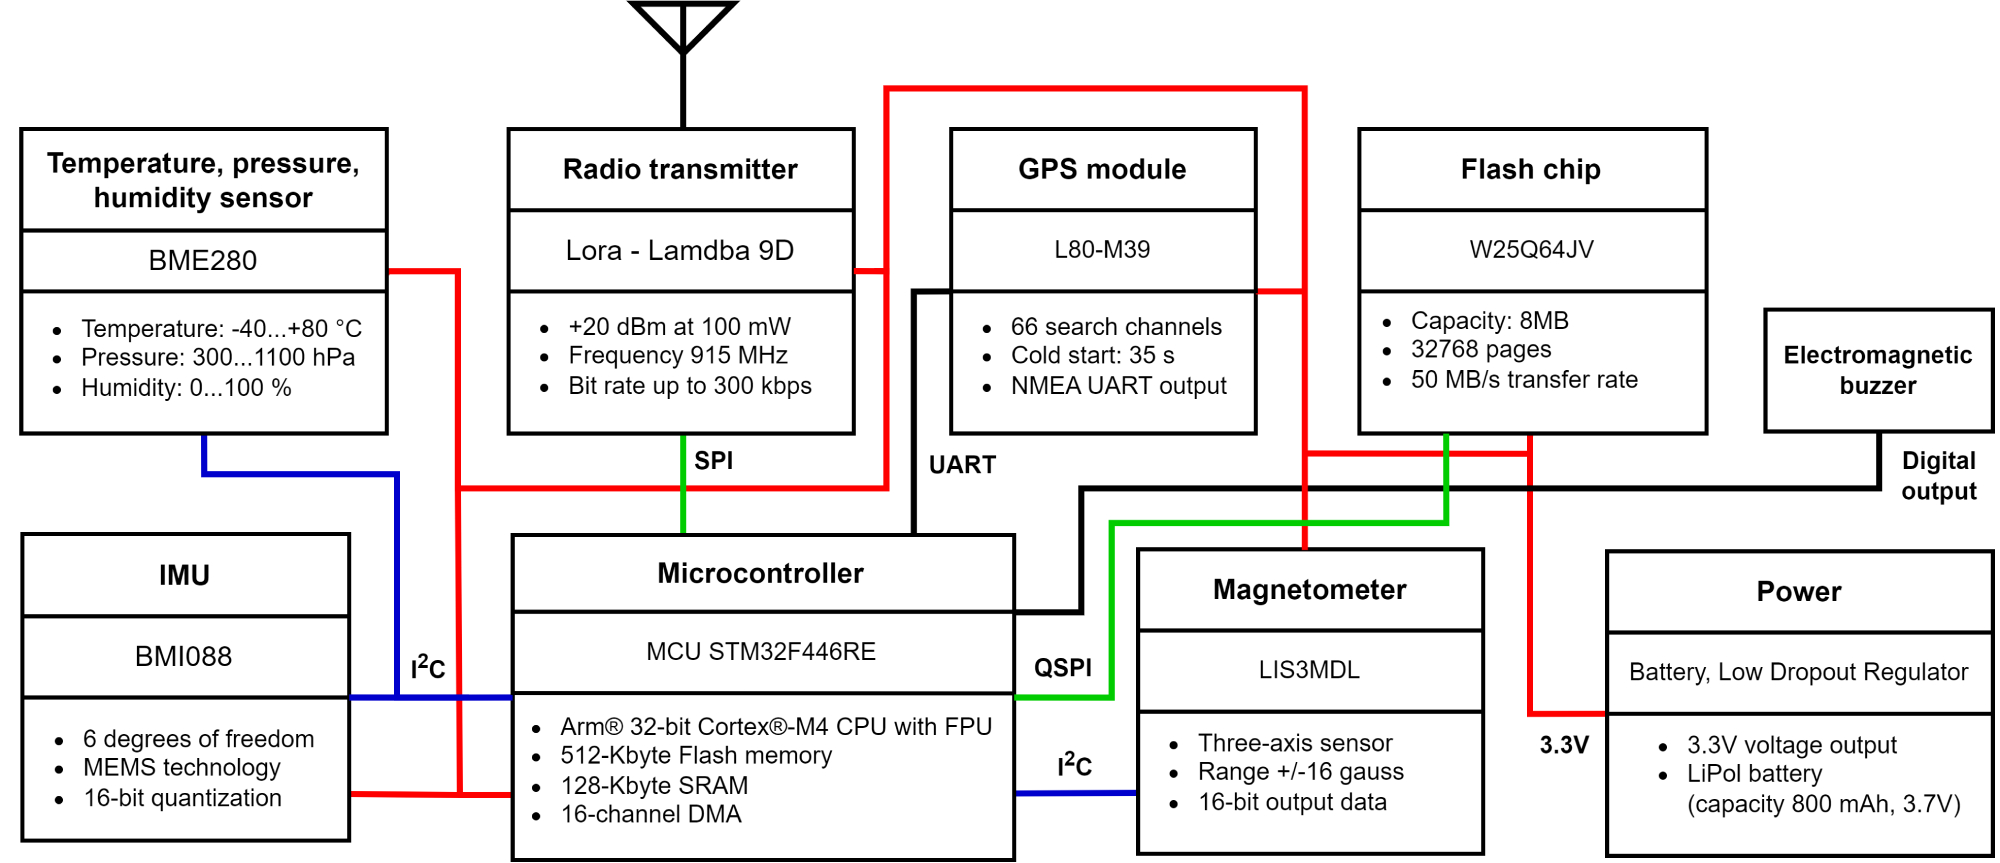 Temperature, pressure,
humidity sensor
BME280
Temperature: -40...+80 °C
Pressure: 300...1100 hPa
Humidity: 0...100 %
Radio transmitter
Lora - Lamdba 9D
+20 dBm at 100 mW
Frequency 915 MHz
Bit rate up to 300 kbps
GPS module
L80-M39
66 search channels
Cold start: 35 s
NMEA UART output
Flash chip
W25Q64JV
Capacity: 8MB
32768 pages
50 MB/s transfer rate
Electromagnetic
buzzer
SPI
UART
Digital
output
IMU
BMI088
6 degrees of freedom
MEMS technology
16-bit quantization
I²C
Microcontroller
MCU STM32F446RE
Arm® 32-bit Cortex®-M4 CPU with FPU
512-Kbyte Flash memory
128-Kbyte SRAM
16-channel DMA
QSPI
I²C
Magnetometer
LIS3MDL
Three-axis sensor
Range +/-16 gauss
16-bit output data
3.3V
Power
Battery, Low Dropout Regulator
3.3V voltage output
LiPol battery
(capacity 800 mAh, 3.7V)